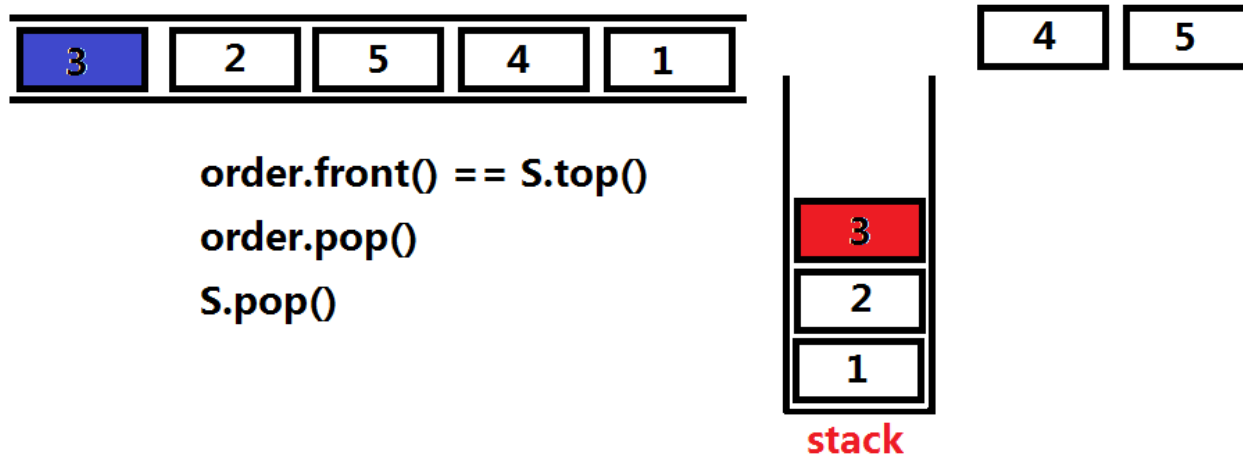 3 2 5 4 1
4 5
order.front() == S.top()
order.pop()
S.pop()
3
2
1
stack